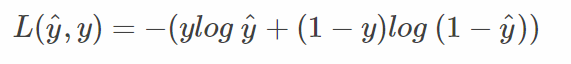 L(ŷ, y) = −(ylog ŷ + (1 − y)log (1 − ŷ))